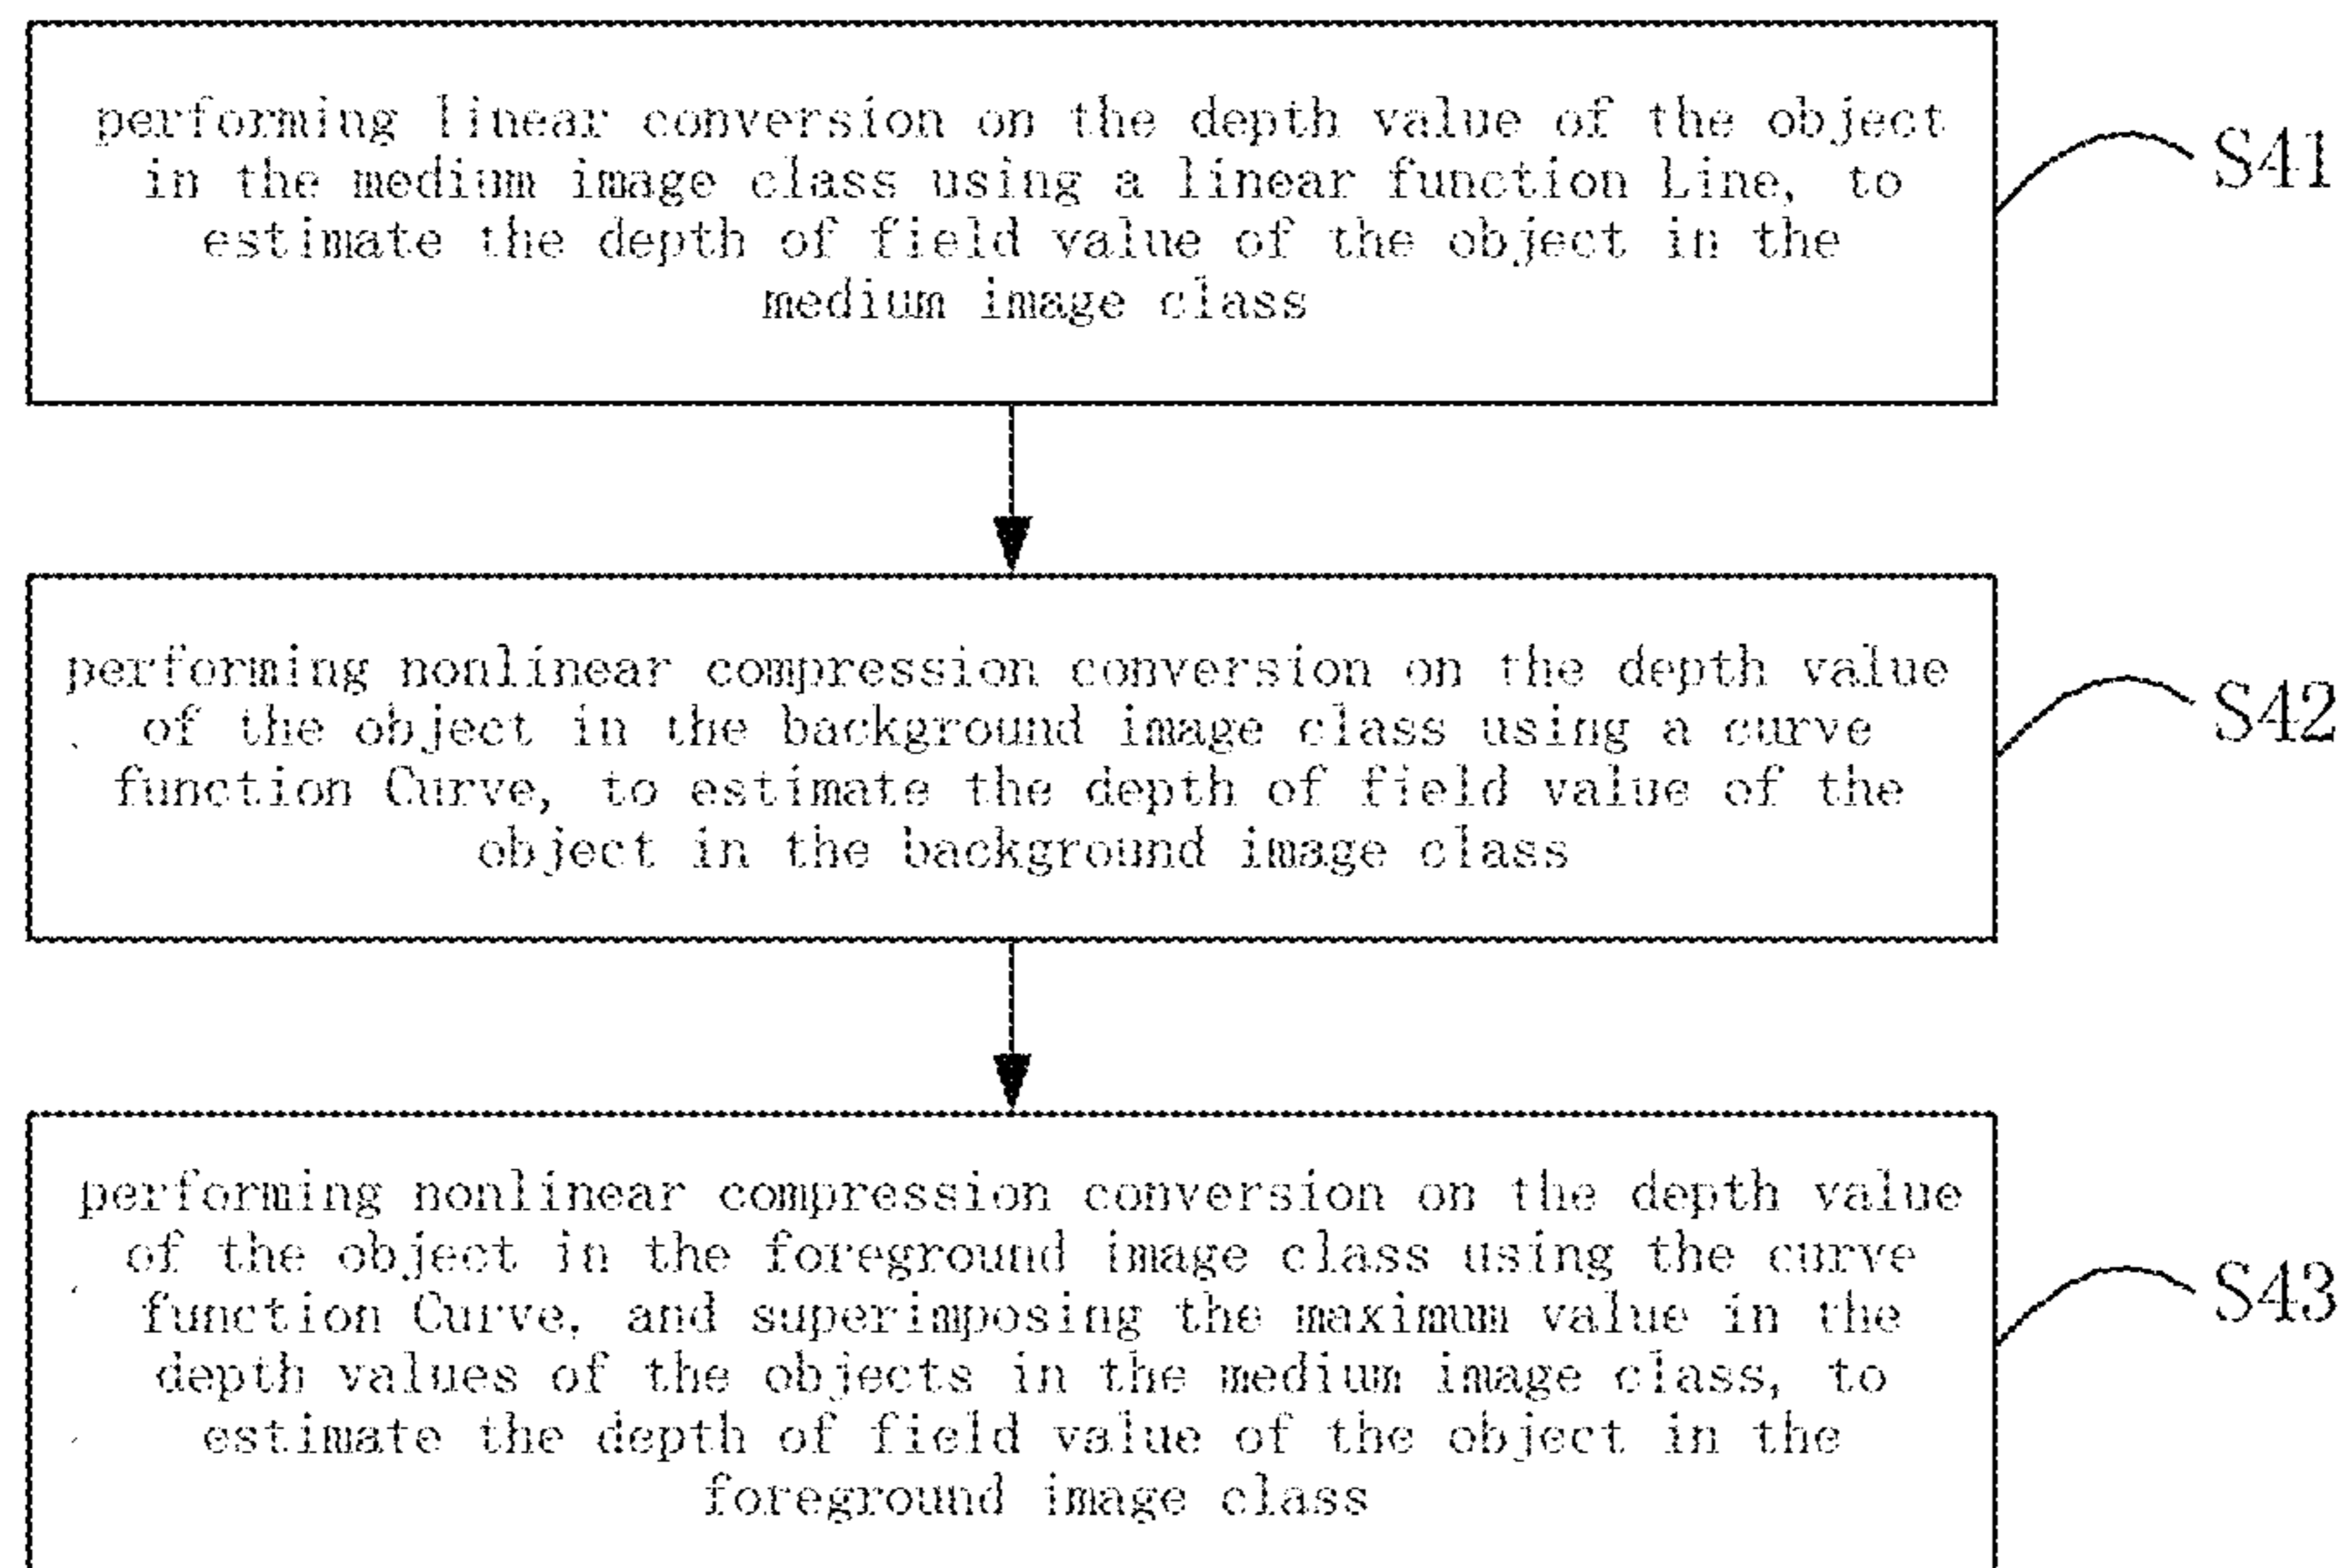 performing linear conversion on the depth value of the object
in the medium image class using a linear function Line, to
estimate the depth of field value of the object in the
medium image class
S41
performing nonlinear compression conversion on the depth value
of the object in the background image class using a curve
function Curve, to estimate the depth of field value of the
object in the background image class
S42
performing nonlinear compression conversion on the depth value
of the object in the foreground image class using the curve
function Curve, and superimposing the maximum value in the
depth values of the objects in the medium image class, to
estimate the depth of field value of the object in the
foreground image class
S43